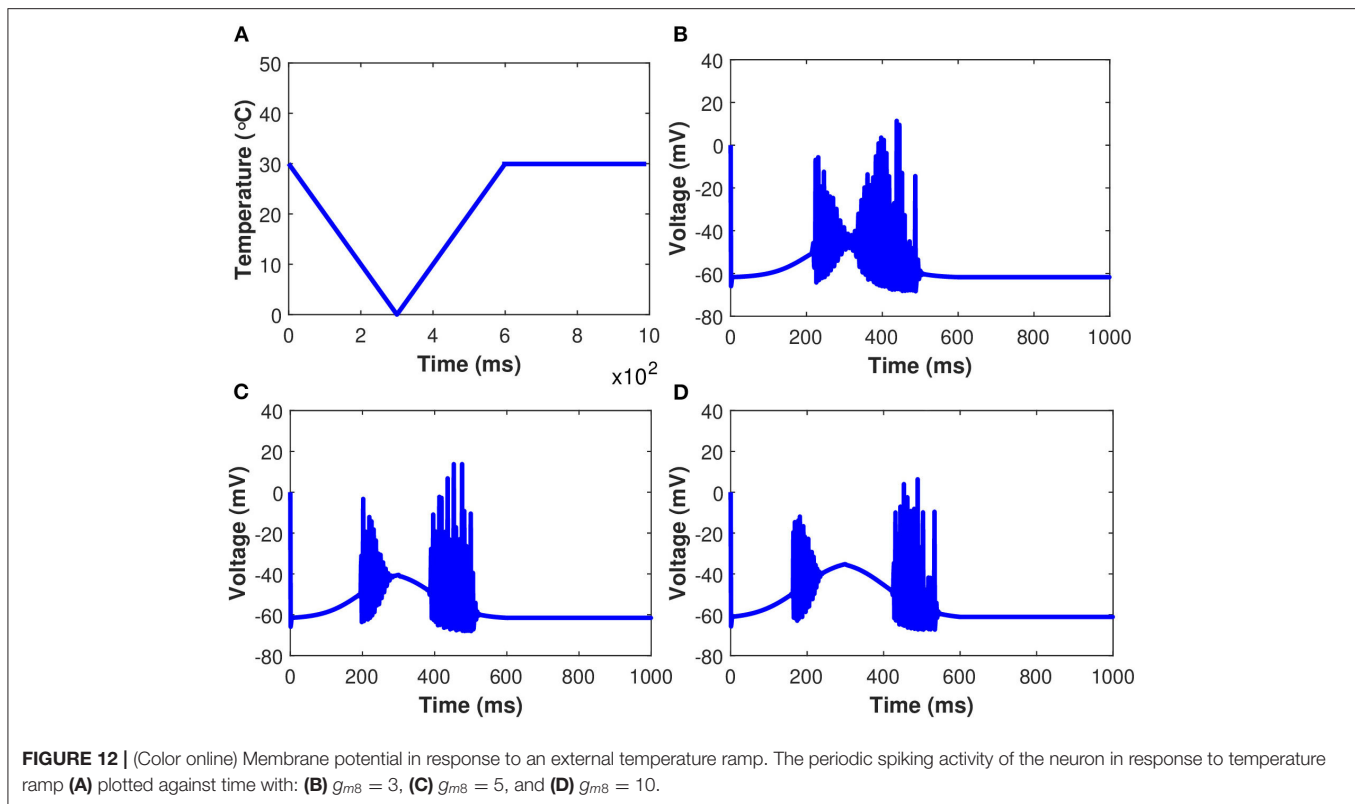 A
50
40
30
20
10
0
Temperature (°C)
0 2 4 6 8 10
Time (ms)
x10²
B
40
20
0
-20
-40
-60
-80
Voltage (mV)
0 200 400 600 800 1000
Time (ms)
C
40
20
0
-20
-40
-60
-80
Voltage (mV)
0 200 400 600 800 1000
Time (ms)
D
40
20
0
-20
-40
-60
-80
Voltage (mV)
0 200 400 600 800 1000
Time (ms)
FIGURE 12 | (Color online) Membrane potential in response to an external temperature ramp. The periodic spiking activity of the neuron in response to temperature
ramp (A) plotted against time with: (B) gm8 = 3, (C) gm8 = 5, and (D) gm8 = 10.